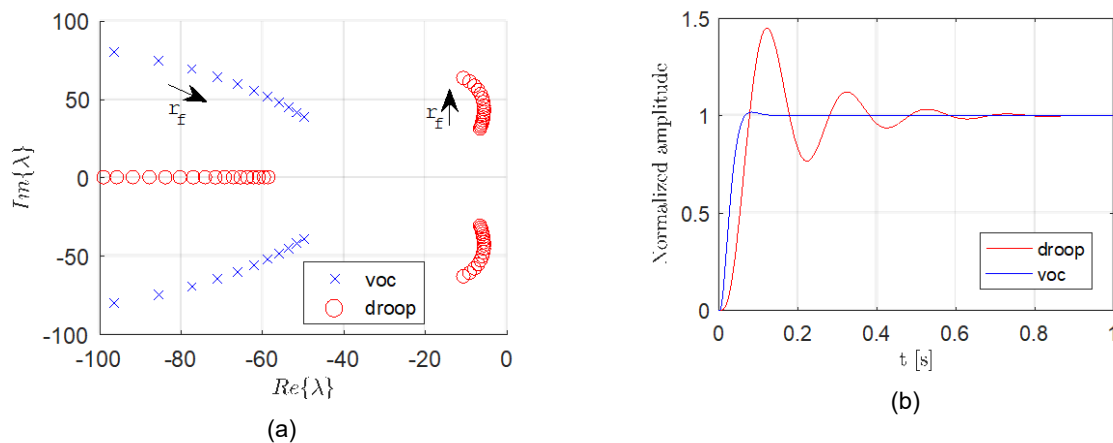 100
50
0
-50
-100
Im{λ}
r_f
r_f
voc
droop
-100
-80
-60
-40
-20
0
Re{λ}
(a)
1.5
1
0.5
0
Normalized amplitude
droop
voc
0
0.2
0.4
0.6
0.8
1
t [s]
(b)